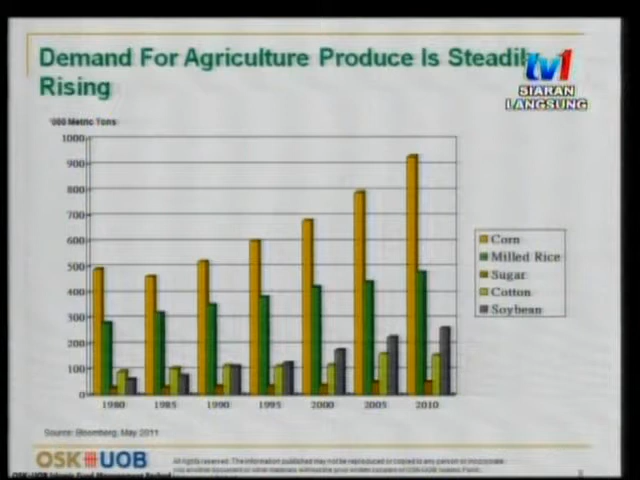 Demand For Agriculture Produce Is Steadil
Rising
tv1
SIARAN
LANGSUNG
'000 Metric Tons
1000
900
800
700
600
500
400
300
200
100
0
1980 1985 1990 1995 2000 2005 2010
Corn
Milled Rice
Sugar
Cotton
Soybean
Source: Bloomberg, May 2011
OSK UOB
All rights reserved. The information published may not be reproduced or copied to any person or incorporate